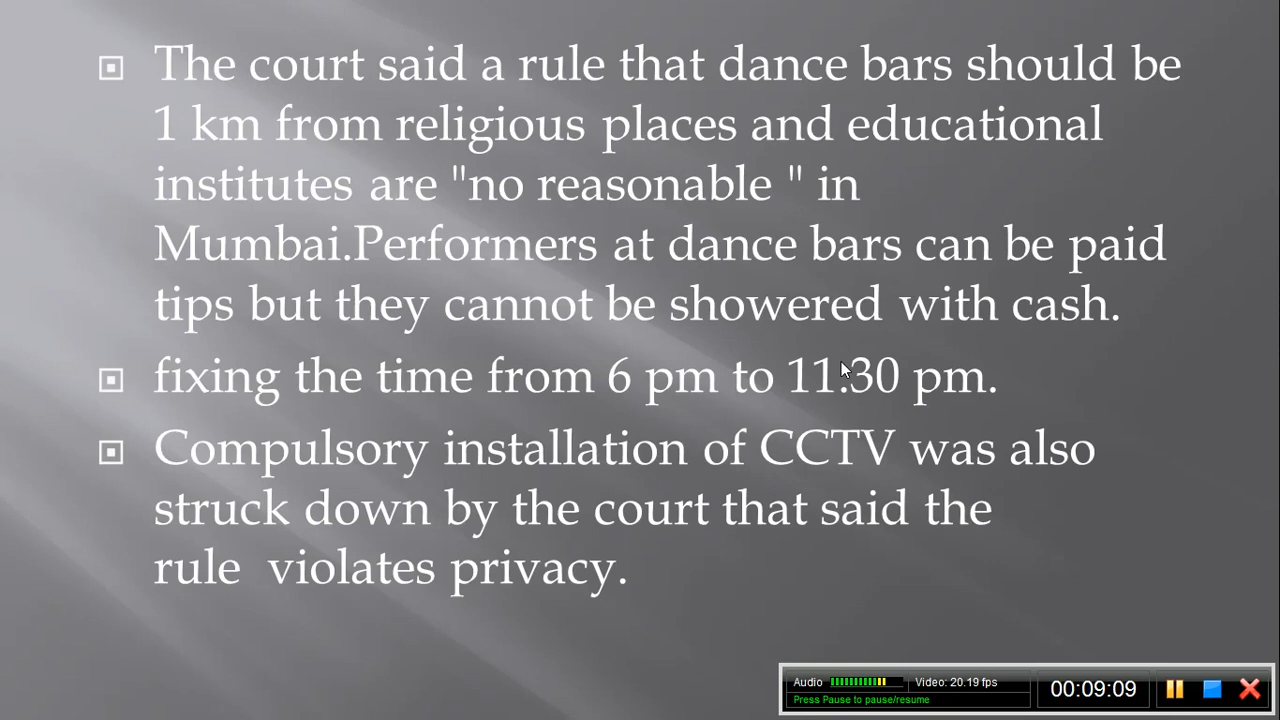 The court said a rule that dance bars should be
1 km from religious places and educational
institutes are "no reasonable " in
Mumbai.Performers at dance bars can be paid
tips but they cannot be showered with cash.
fixing the time from 6 pm to 11:30 pm.
Compulsory installation of CCTV was also
struck down by the court that said the
rule  violates privacy.
Audio Video: 20.19 fps 00:09:09
Press Pause to pause/resume